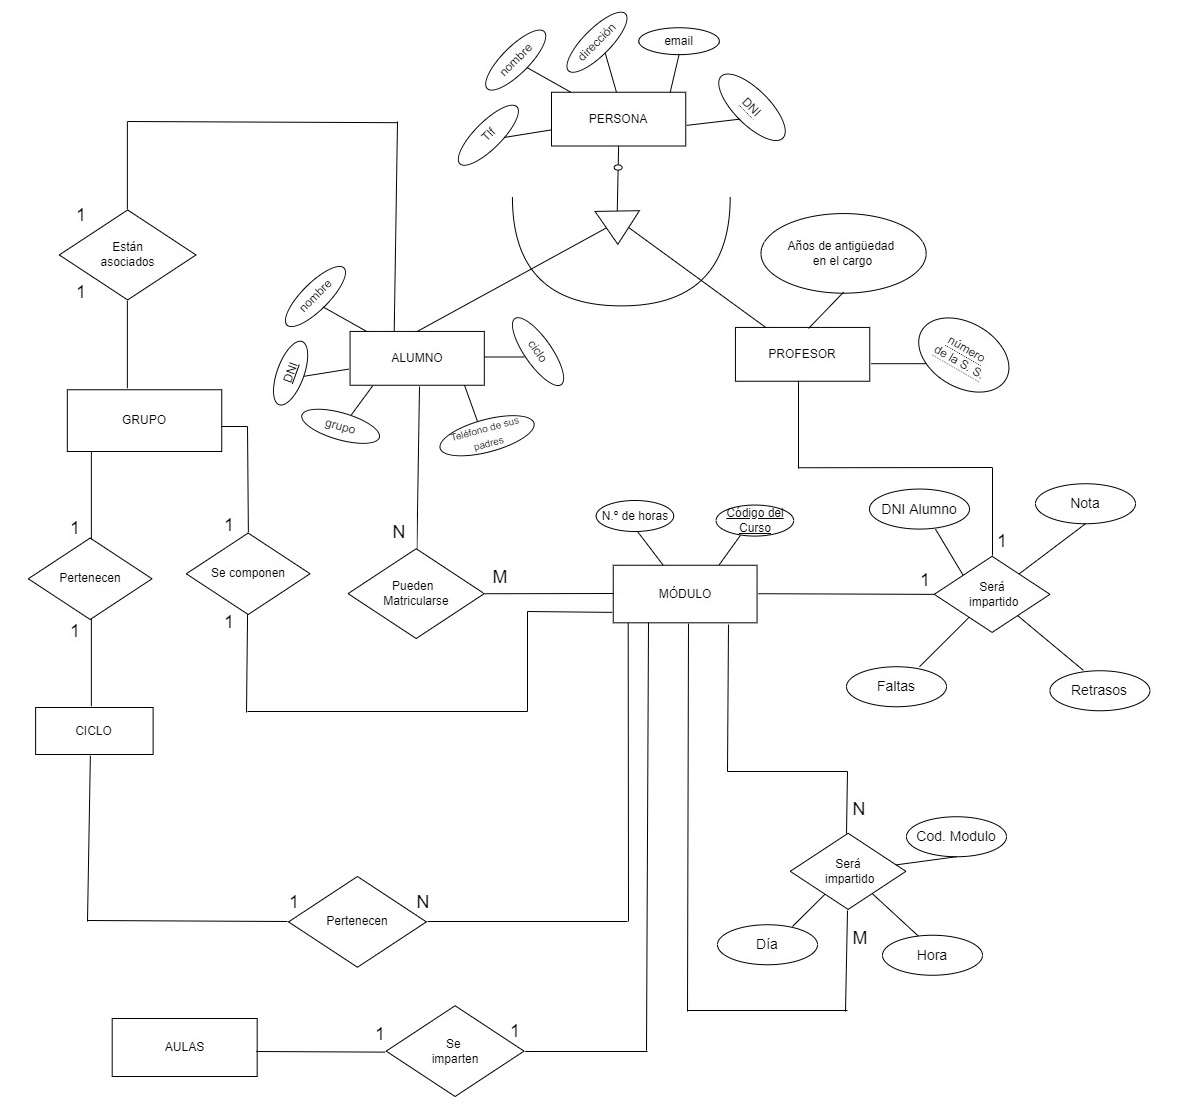 nombre
dirección
email
DNI
Tlf
PERSONA
1
Están
asociados
1
Años de antigüedad
en el cargo
nombre
DNI
ALUMNO
ciclo
grupo
Teléfono de sus
padres
PROFESOR
número
de la S. S.
GRUPO
1
Pertenecen
1
1
Se componen
1
N
Pueden
Matricularse
M
N.º de horas
Código del
Curso
MÓDULO
DNI Alumno
Nota
1
1
Será
impartido
Faltas
Retrasos
CICLO
N
Será
impartido
Cod. Modulo
M
Día
Hora
1
Pertenecen
N
AULAS
1
Se
imparten
1